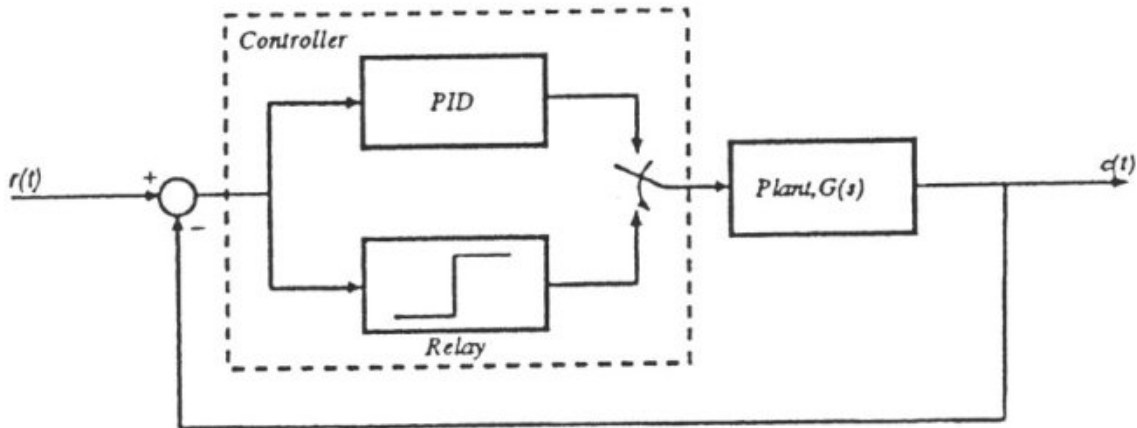 Controller
PID
r(t)
+
−
Plant,G(s)
c(t)
Relay